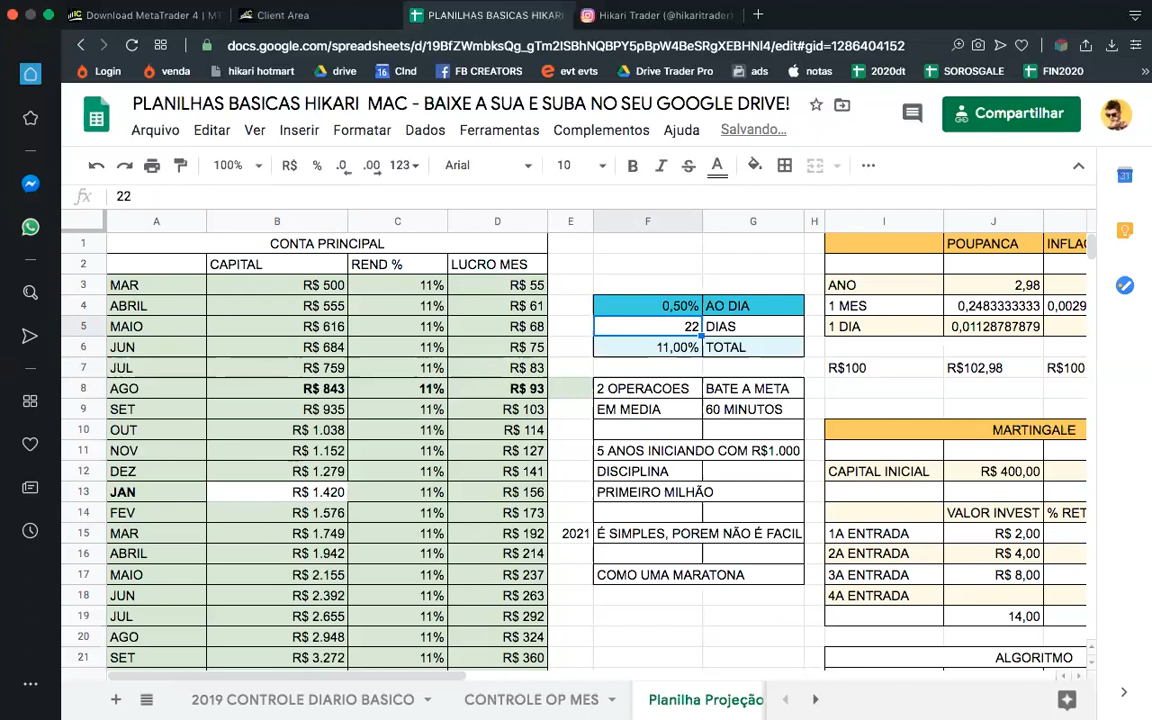 Download MetaTrader 4 | MT
Client Area
PLANILHAS BASICAS HIKARI
Hikari Trader (@hikaritrader)
docs.google.com/spreadsheets/d/19BfZWmbksQg_gTm2ISBhNQBPY5pBpW4BeSRgXEBHNI4/edit#gid=1286404152
Login venda hikari hotmart drive 16 Clnd FB CREATORS evt evts Drive Trader Pro ads notas 2020dt SOROSGALE FIN2020 »
PLANILHAS BASICAS HIKARI MAC - BAIXE A SUA E SUBA NO SEU GOOGLE DRIVE!
Compartilhar
Arquivo Editar Ver Inserir Formatar Dados Ferramentas Complementos Ajuda Salvando...
100% R$ % .0 .00 123 Arial 10 B I S A
fx 22
A B C D E F G H I J
1 CONTA PRINCIPAL POUPANCA INFLAC
2 CAPITAL REND % LUCRO MES
3 MAR R$ 500 11% R$ 55 ANO 2,98
4 ABRIL R$ 555 11% R$ 61 0,50% AO DIA 1 MES 0,2483333333 0,0029
5 MAIO R$ 616 11% R$ 68 22 DIAS 1 DIA 0,01128787879
6 JUN R$ 684 11% R$ 75 11,00% TOTAL
7 JUL R$ 759 11% R$ 83 R$100 R$102,98 R$100
8 AGO R$ 843 11% R$ 93 2 OPERACOES BATE A META
9 SET R$ 935 11% R$ 103 EM MEDIA 60 MINUTOS
10 OUT R$ 1.038 11% R$ 114 MARTINGALE
11 NOV R$ 1.152 11% R$ 127 5 ANOS INICIANDO COM R$1.000
12 DEZ R$ 1.279 11% R$ 141 DISCIPLINA CAPITAL INICIAL R$ 400,00
13 JAN R$ 1.420 11% R$ 156 PRIMEIRO MILHÃO
14 FEV R$ 1.576 11% R$ 173 VALOR INVEST % RET
15 MAR R$ 1.749 11% R$ 192 2021 É SIMPLES, POREM NÃO É FACIL 1A ENTRADA R$ 2,00
16 ABRIL R$ 1.942 11% R$ 214 2A ENTRADA R$ 4,00
17 MAIO R$ 2.155 11% R$ 237 COMO UMA MARATONA 3A ENTRADA R$ 8,00
18 JUN R$ 2.392 11% R$ 263 4A ENTRADA
19 JUL R$ 2.655 11% R$ 292 14,00
20 AGO R$ 2.948 11% R$ 324
21 SET R$ 3.272 11% R$ 360 ALGORITMO
2019 CONTROLE DIARIO BASICO CONTROLE OP MES Planilha Projeção
31